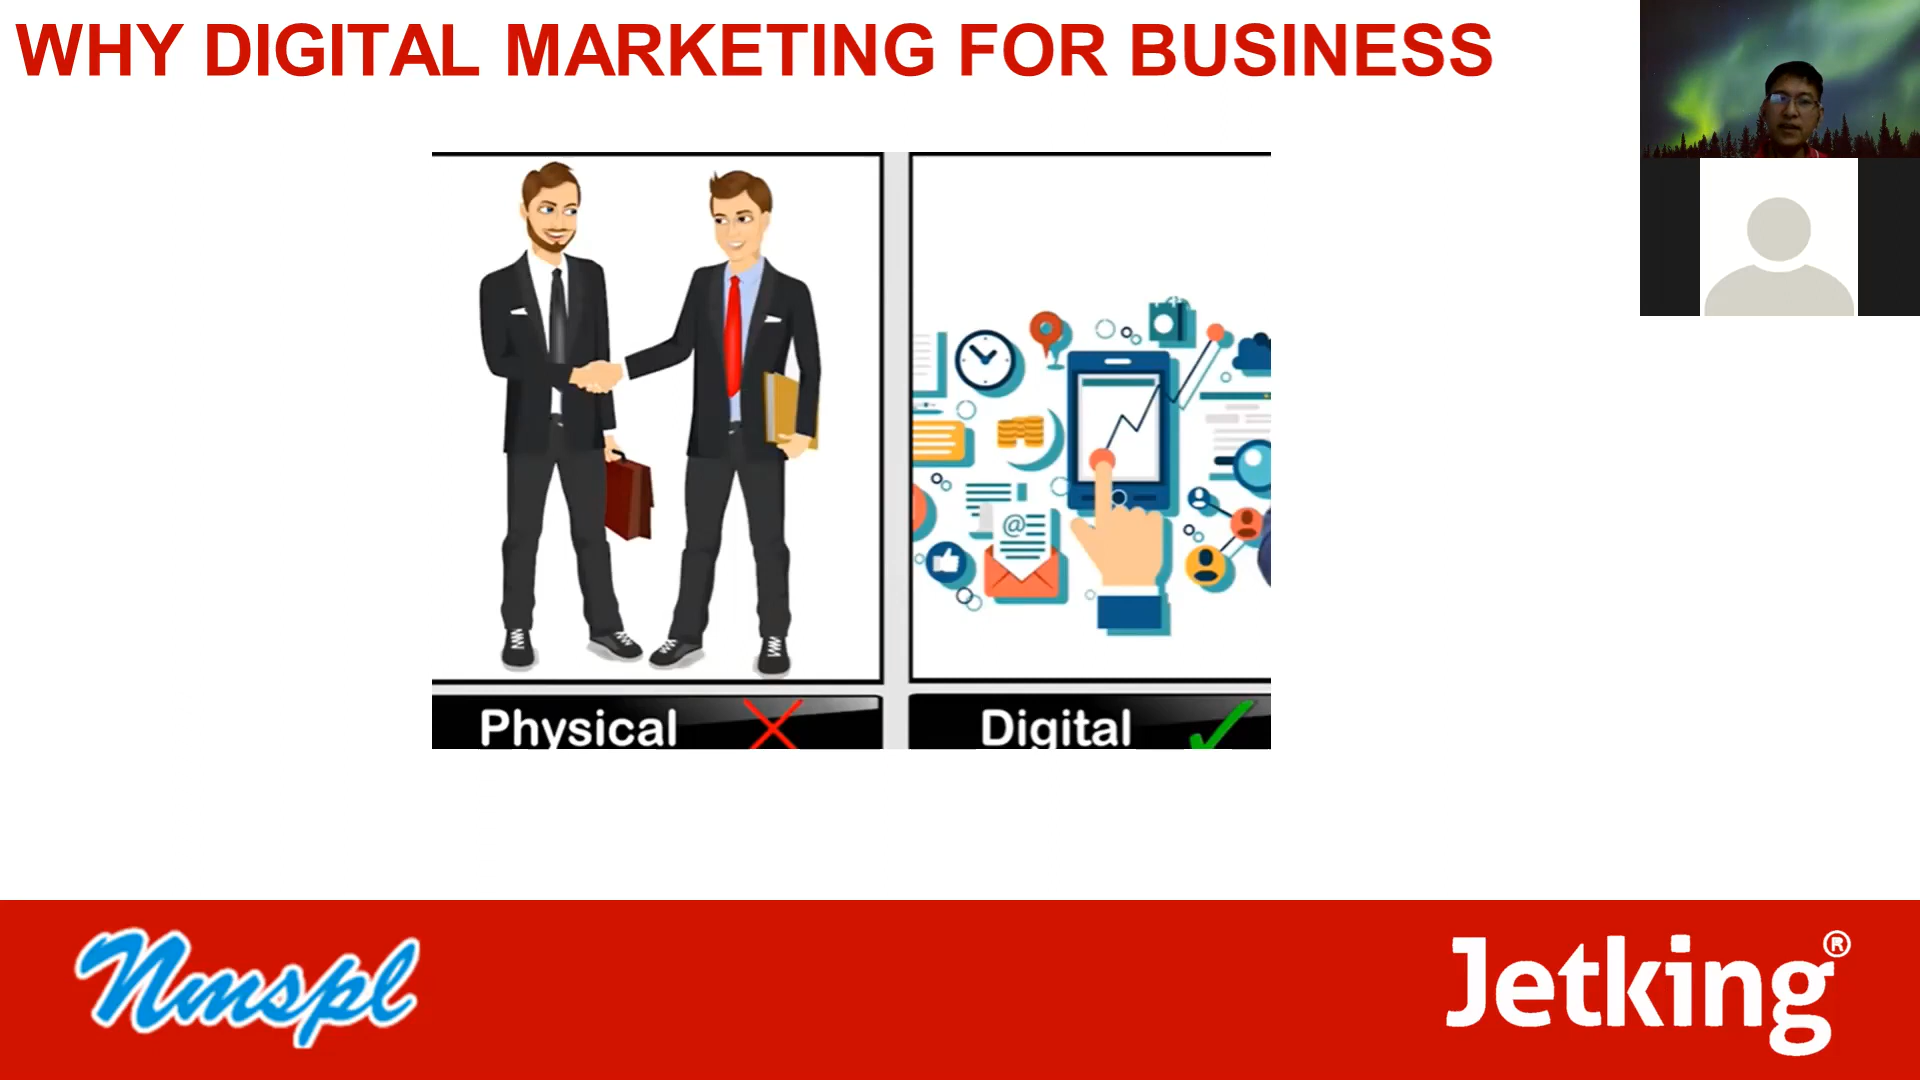 WHY DIGITAL MARKETING FOR BUSINESS
@
Physical
Digital
Nmspl
Jetking®